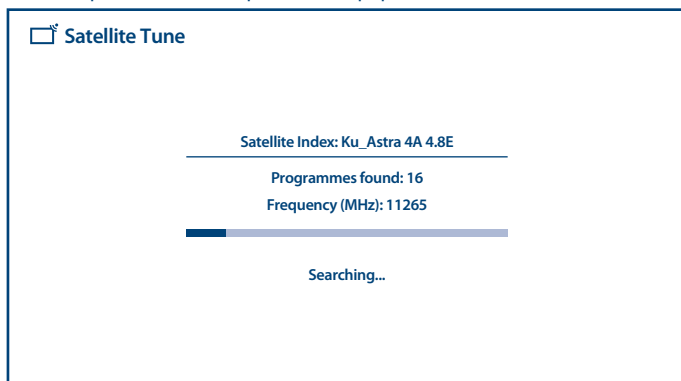 Satellite Tune
Satellite Index: Ku_Astra 4A 4.8E
Programmes found: 16
Frequency (MHz): 11265
Searching...